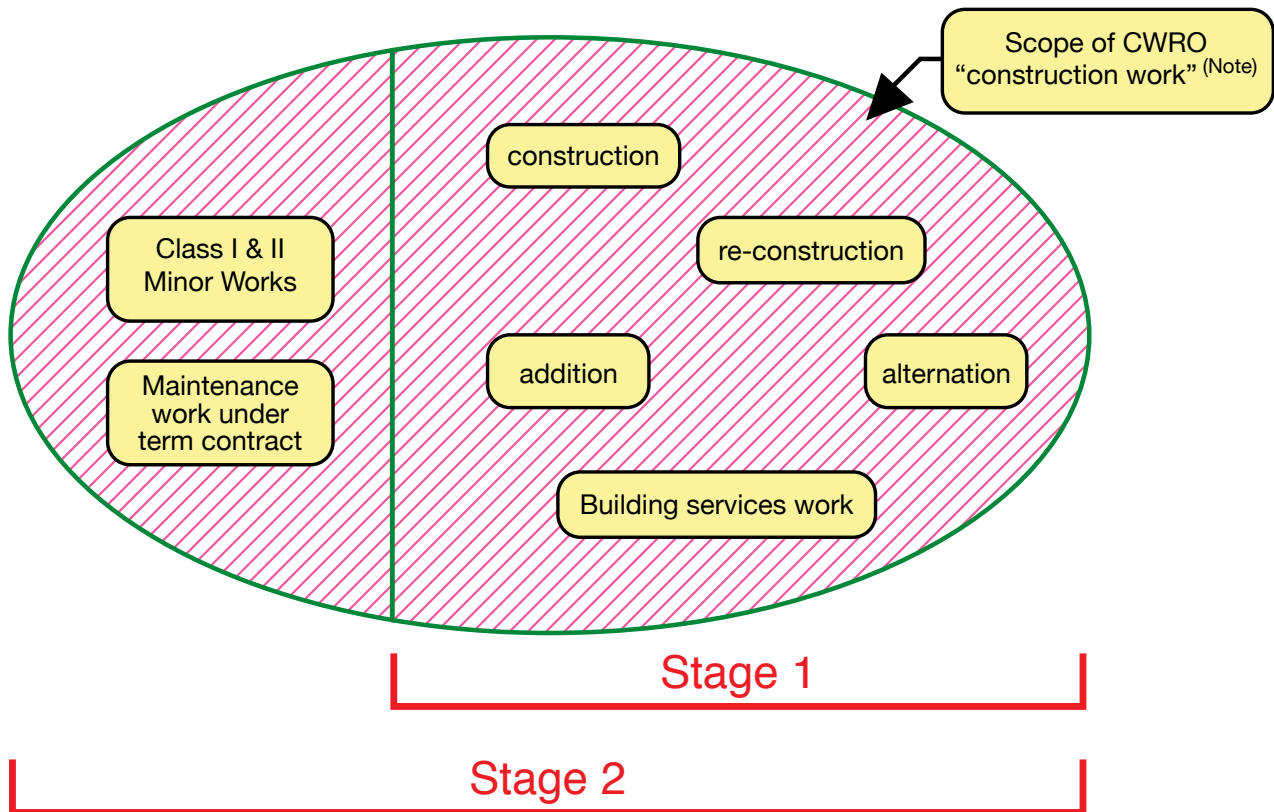 Scope of CWRO
“construction work” (Note)
construction
Class I & II
Minor Works
re-construction
Maintenance
work under
term contract
addition
alternation
Building services work
Stage 1
Stage 2